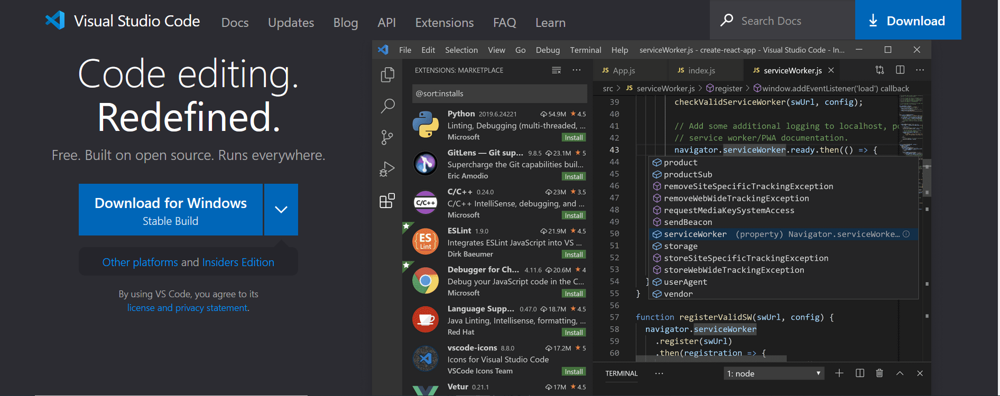 Visual Studio Code Docs Updates Blog API Extensions FAQ Learn Search Docs Download
Code editing.
Redefined.
Free. Built on open source. Runs everywhere.
Download for Windows
Stable Build
Other platforms and Insiders Edition
By using VS Code, you agree to its
license and privacy statement.
File Edit Selection View Go Debug Terminal Help serviceWorker.js - create-react-app - Visual Studio Code - In...
EXTENSIONS: MARKETPLACE
@sort:installs
Python 2019.6.24221 54.9M 4.5
Linting, Debugging (multi-threaded, ...
Microsoft Install
GitLens — Git sup... 9.8.5 23.1M 5
Supercharge the Git capabilities buil...
Eric Amodio Install
C/C++ 0.24.0 23M 3.5
C/C++
C/C++ IntelliSense, debugging, and ...
Microsoft Install
ESLint 1.9.0 21.9M 4.5
ES
Lint
Integrates ESLint JavaScript into VS ...
Dirk Baeumer Install
Debugger for Ch... 4.11.6 20.6M 4
Debug your JavaScript code in the C...
Microsoft Install
Language Supp... 0.47.0 18.7M 4.5
Java Linting, Intellisense, formatting, ...
Red Hat Install
vscode-icons 8.8.0 17.2M 5
Icons for Visual Studio Code
VSCode Icons Team Install
Vetur 0.21.1 17M 4.5
JS App.js JS index.js JS serviceWorker.js
src > JS serviceWorker.js > register > window.addEventListener('load') callback
39 checkValidServiceWorker(swUrl, config);
40
41 // Add some additional logging to localhost, po
42 // service worker/PWA documentation.
43 navigator.serviceWorker.ready.then(() => {
44 product
45 productSub
46 removeSiteSpecificTrackingException
47 removeWebWideTrackingException
48 requestMediaKeySystemAccess
49 sendBeacon
50 serviceWorker (property) Navigator.serviceWorke...
51 storage
52 storeSiteSpecificTrackingException
53 storeWebWideTrackingException
54 } userAgent
55 } vendor
56
57 function registerValidSW(swUrl, config) {
58 navigator.serviceWorker
59 .register(swUrl)
60 .then(registration => {
TERMINAL ... 1: node